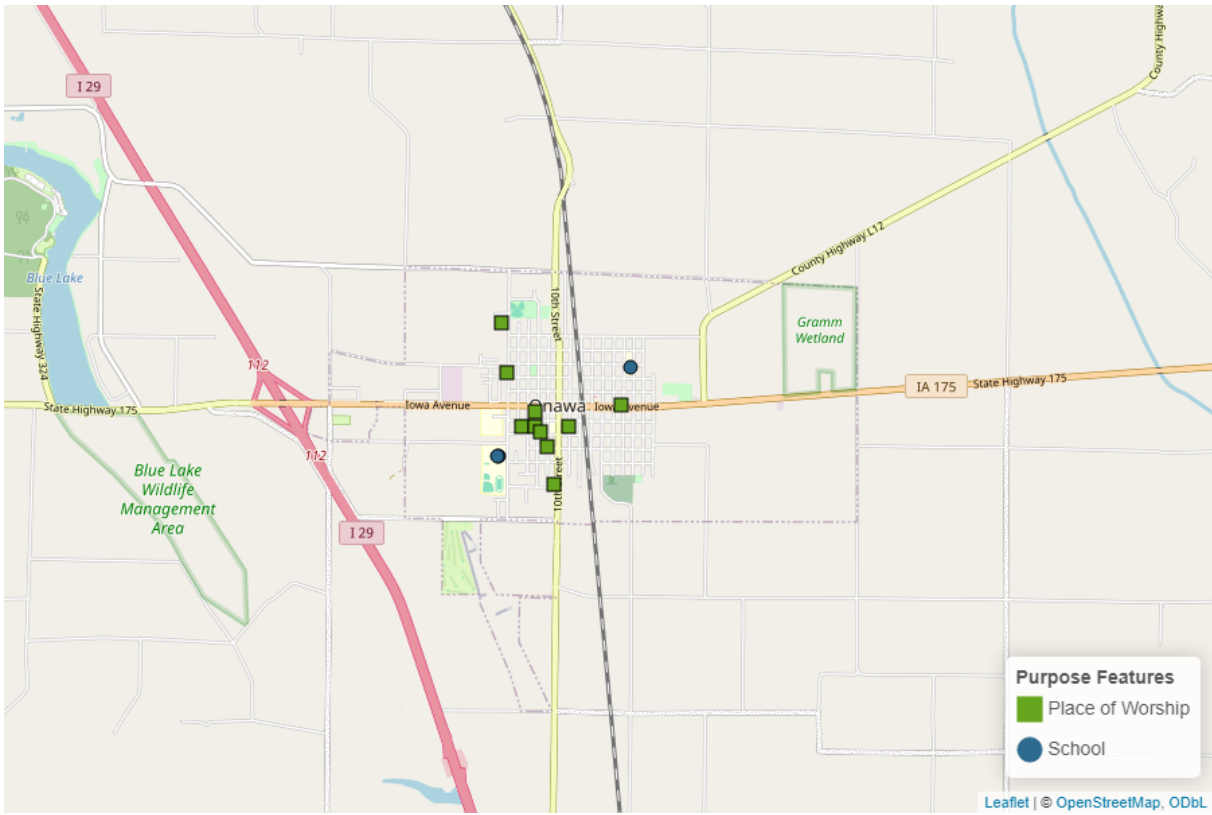 County Highway
I 29
County Highway L12
Blue Lake
State Highway 324
10th Street
Gramm
Wetland
112
IA 175
State Highway 175
State Highway 175
Iowa Avenue
Onawa
112
Blue Lake
Wildlife
Management
Area
10th Street
I 29
Purpose Features
Place of Worship
School
Leaflet | © OpenStreetMap, ODbL